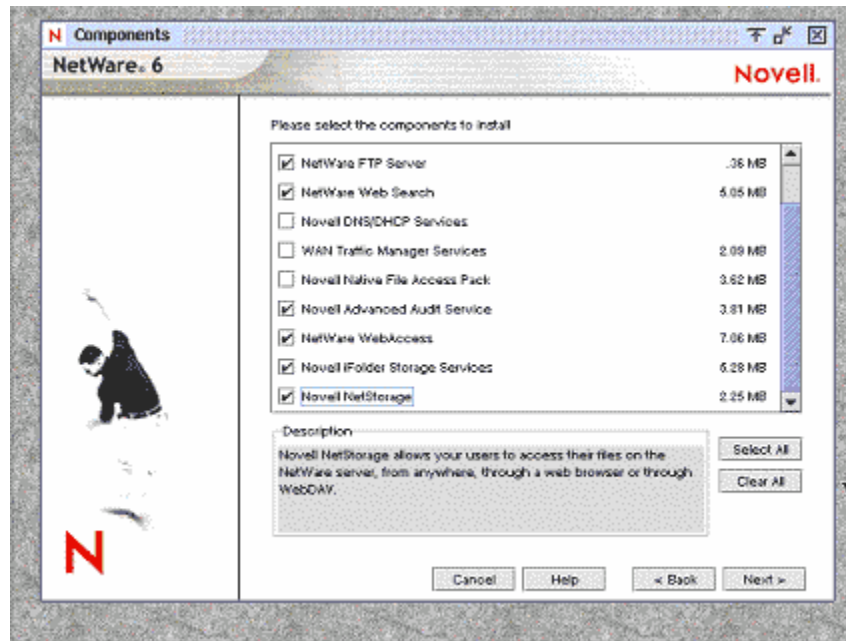 N Components
NetWare. 6
Novell.
Please select the components to install
NetWare FTP Server .36 MB
NetWare Web Search 5.05 MB
Novell DNS/DHCP Services
WAN Traffic Manager Services 2.09 MB
Novell Native File Access Pack 3.62 MB
Novell Advanced Audit Service 3.81 MB
NetWare WebAccess 7.06 MB
Novell iFolder Storage Services 6.28 MB
Novell NetStorage 2.25 MB
Description
Novell NetStorage allows your users to access their files on the
NetWare server, from anywhere, through a web browser or through
WebDAV.
Select All
Clear All
N
Cancel Help < Back Next >